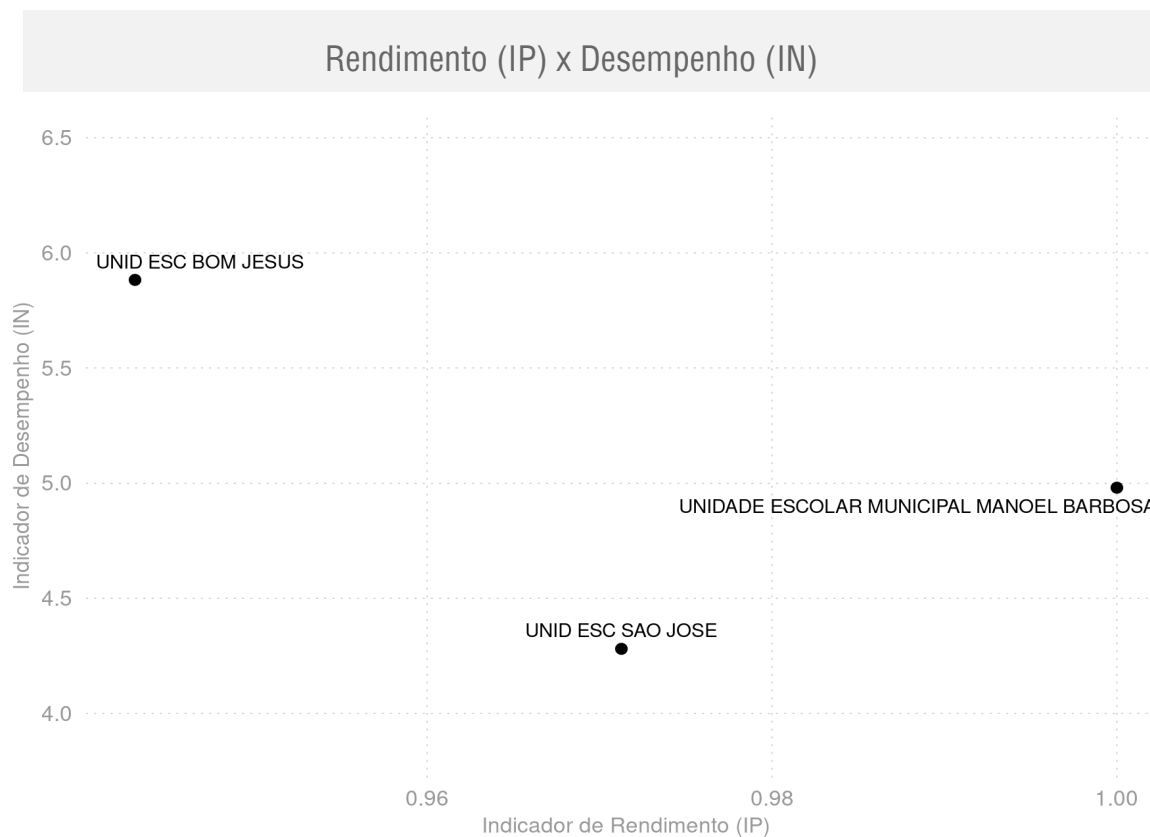 Rendimento (IP) x Desempenho (IN)
6.5
6.0
UNID ESC BOM JESUS
5.5
Indicador de Desempenho (IN)
5.0
UNIDADE ESCOLAR MUNICIPAL MANOEL BARBOSA
4.5
UNID ESC SAO JOSE
4.0
0.96 0.98 1.00
Indicador de Rendimento (IP)